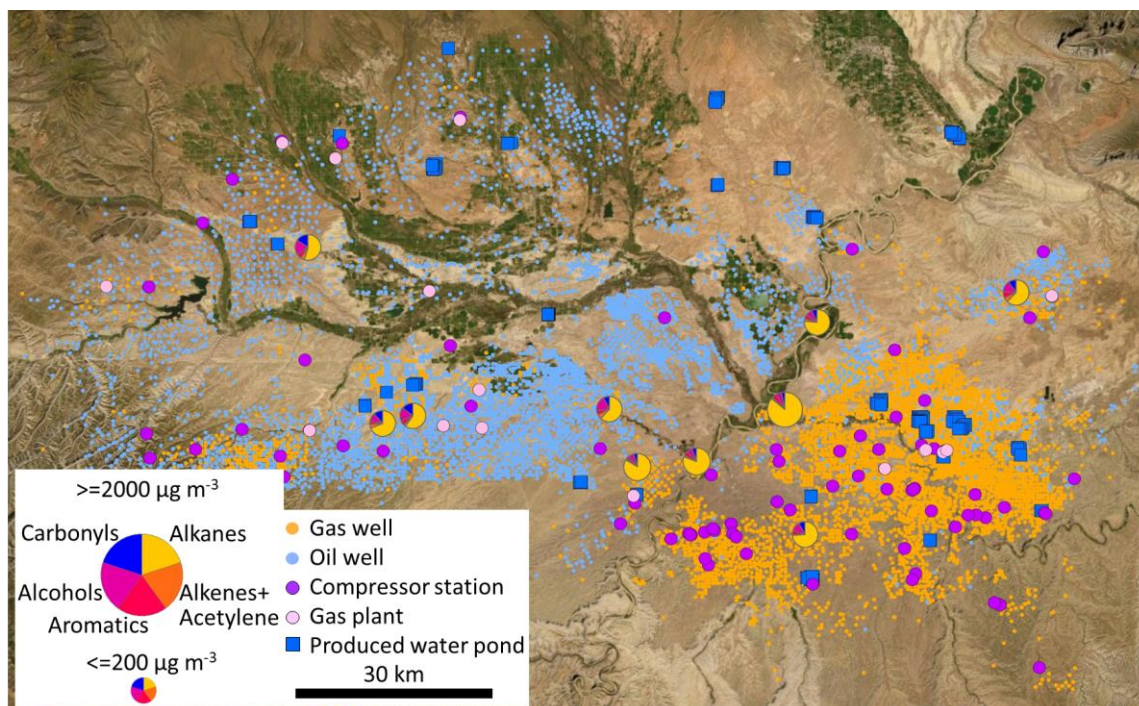 >=2000 µg m-3
Carbonyls
Alkanes
Alcohols
Alkenes+
Acetylene
Aromatics
<=200 µg m-3
Gas well
Oil well
Compressor station
Gas plant
Produced water pond
30 km